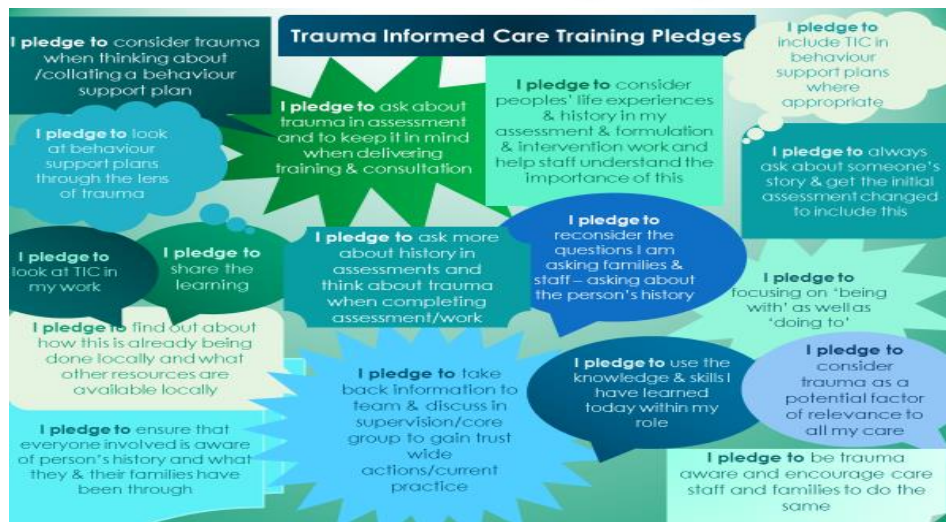 Trauma Informed Care Training Pledges
I pledge to consider trauma
when thinking about
/collating a behaviour
support plan
I pledge to ask about
trauma in assessment
and to keep it in mind
when delivering
training & consultation
I pledge to consider
peoples' life experiences
& history in my
assessment & formulation
& intervention work and
help staff understand the
importance of this
I pledge to
include TIC in
behaviour
support plans
where
appropriate
I pledge to look
at behaviour
support plans
through the lens
of trauma
I pledge to always
ask about someone's
story & get the initial
assessment changed
to include this
I pledge to
look at TIC in
my work
I pledge to
share the
learning
I pledge to ask more
about history in
assessments and
think about trauma
when completing
assessment/work
I pledge to
reconsider the
questions I am
asking families &
staff – asking about
the person's history
I pledge to
focusing on 'being
with' as well as
'doing to'
I pledge to find out about
how this is already being
done locally and what
other resources are
available locally
I pledge to take
back information to
team & discuss in
supervision/core
group to gain trust
wide
actions/current
practice
I pledge to use the
knowledge & skills I
have learned
today within my
role
I pledge to
consider
trauma as a
potential factor
of relevance to
all my care
I pledge to ensure that
everyone involved is aware
of person's history and what
they & their families have
been through
I pledge to be trauma
aware and encourage care
staff and families to do the
same